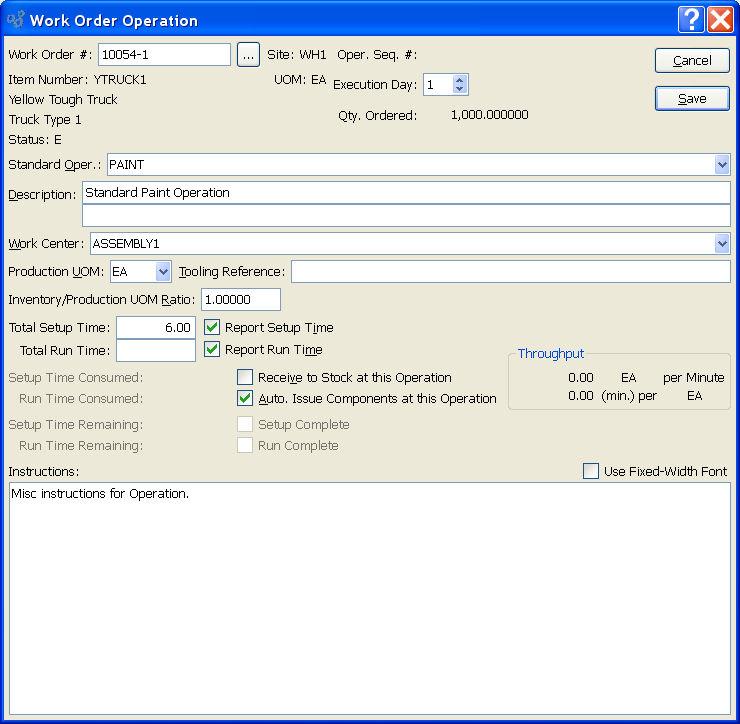 Work Order Operation
Work Order #: 10054-1 ... Site: WH1 Oper. Seq. #:
Cancel
Item Number: YTRUCK1 UOM: EA Execution Day: 1
Yellow Tough Truck
Save
Truck Type 1 Qty. Ordered: 1,000.000000
Status: E
Standard Oper.: PAINT
Description: Standard Paint Operation
Work Center: ASSEMBLY1
Production UOM: EA Tooling Reference:
Inventory/Production UOM Ratio: 1.00000
Total Setup Time: 6.00 Report Setup Time
Total Run Time: Report Run Time
Throughput
Setup Time Consumed: Receive to Stock at this Operation 0.00 EA per Minute
Run Time Consumed: Auto. Issue Components at this Operation 0.00 (min.) per EA
Setup Time Remaining: Setup Complete
Run Time Remaining: Run Complete
Instructions: Use Fixed-Width Font
Misc instructions for Operation.